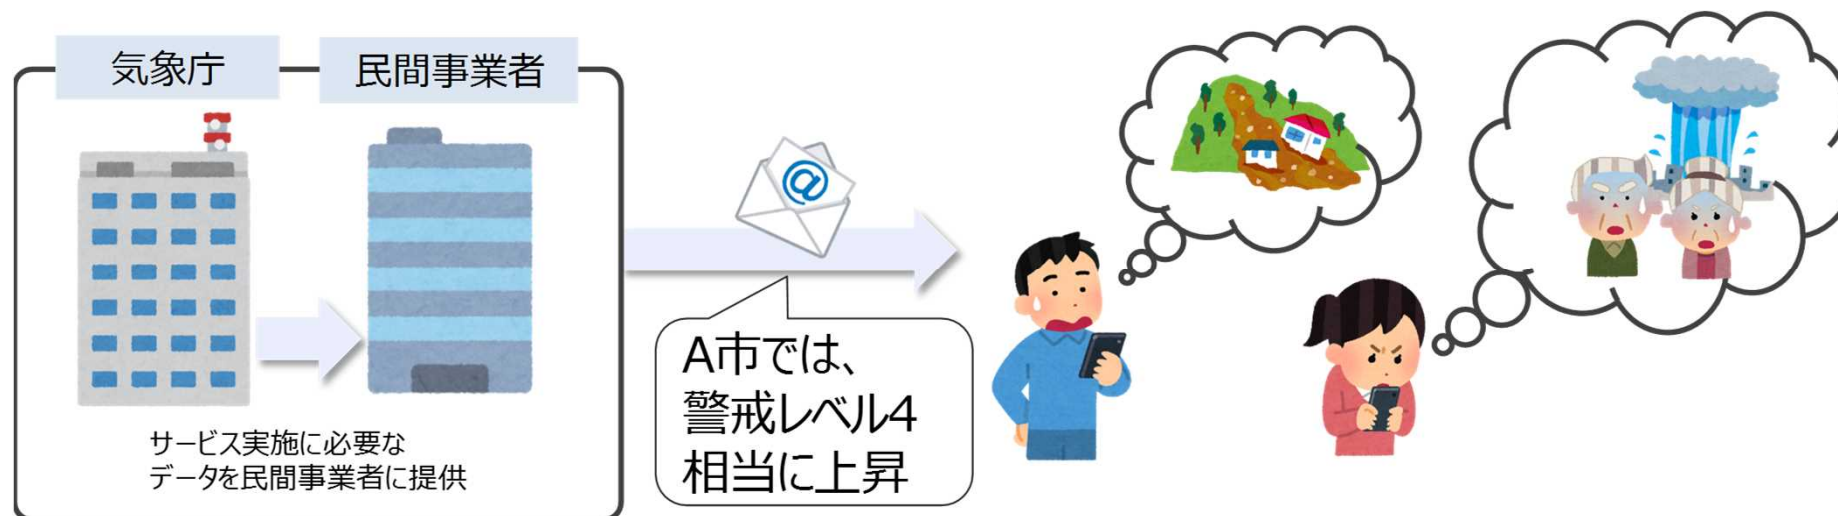 気象庁
民間事業者
サービス実施に必要な
データを民間事業者に提供
@
A市では、
警戒レベル4
相当に上昇